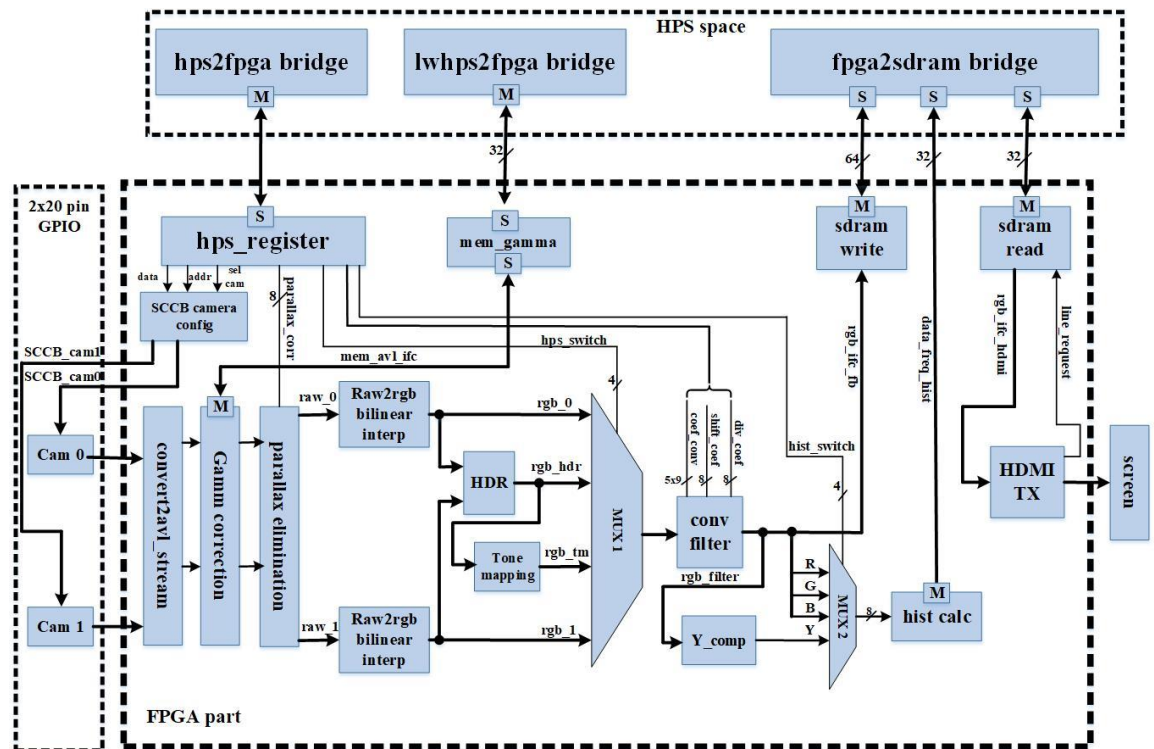 HPS space
hps2fpga bridge
M
lwhps2fpga bridge
M
fpga2sdram bridge
S
S
S
32
64
32
32
2x20 pin
GPIO
S
hps_register
S
mem_gamma
S
M
sdram
write
M
sdram
read
data
addr
sel
cam
8
parallax_corr
SCCB camera
config
SCCB_cam1
SCCB_cam0
mem_avl_ifc
hps_switch
4
rgb_ifc_fb
data_freq_hist
rgb_ifc_hdmi
line_request
Cam 0
Cam 1
convert2avl_stream
M
Gamm correction
parallax elimination
raw_0
raw_1
Raw2rgb
bilinear
interp
Raw2rgb
bilinear
interp
rgb_0
HDR
rgb_hdr
Tone
mapping
rgb_tm
rgb_1
MUX 1
coef_conv
shift_coef
div_coef
5x9
8
8
conv
filter
rgb_filter
hist_switch
4
R
G
B
Y
Y_comp
MUX 2
8
M
hist calc
HDMI
TX
screen
FPGA part